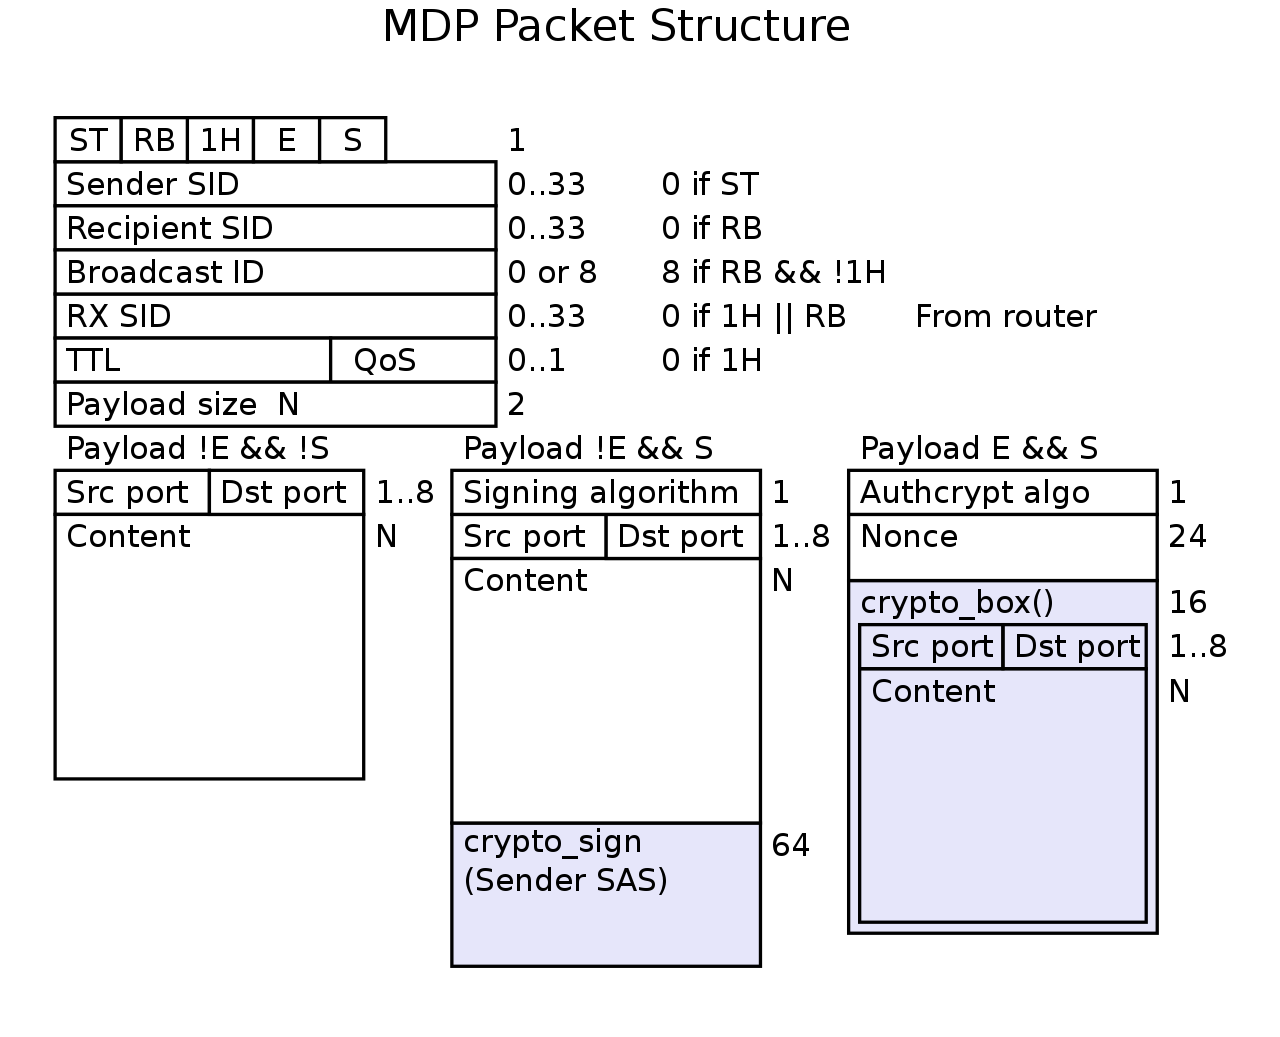 MDP Packet Structure
ST RB 1H E S 1
Sender SID 0..33 0 if ST
Recipient SID 0..33 0 if RB
Broadcast ID 0 or 8 8 if RB && !1H
RX SID 0..33 0 if 1H || RB From router
TTL QoS 0..1 0 if 1H
Payload size N 2
Payload !E && !S
Src port Dst port 1..8
Content N
Payload !E && S
Signing algorithm 1
Src port Dst port 1..8
Content N
crypto_sign 64
(Sender SAS)
Payload E && S
Authcrypt algo 1
Nonce 24
crypto_box() 16
Src port Dst port 1..8
Content N